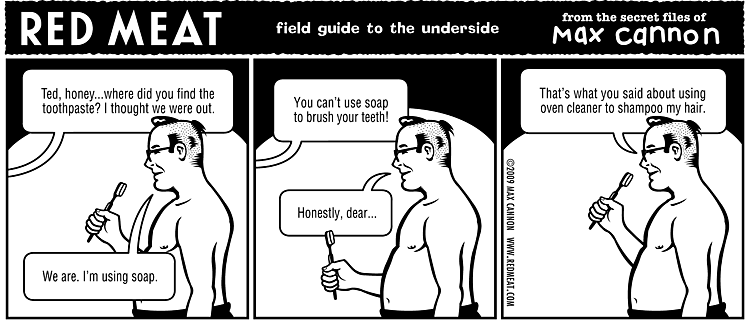 RED MEAT
field guide to the underside
from the secret files of
Max cannon
Ted, honey...where did you find the
toothpaste? I thought we were out.
We are. I'm using soap.
You can't use soap
to brush your teeth!
Honestly, dear...
That's what you said about using
oven cleaner to shampoo my hair.
©2009 MAX CANNON WWW.REDMEAT.COM